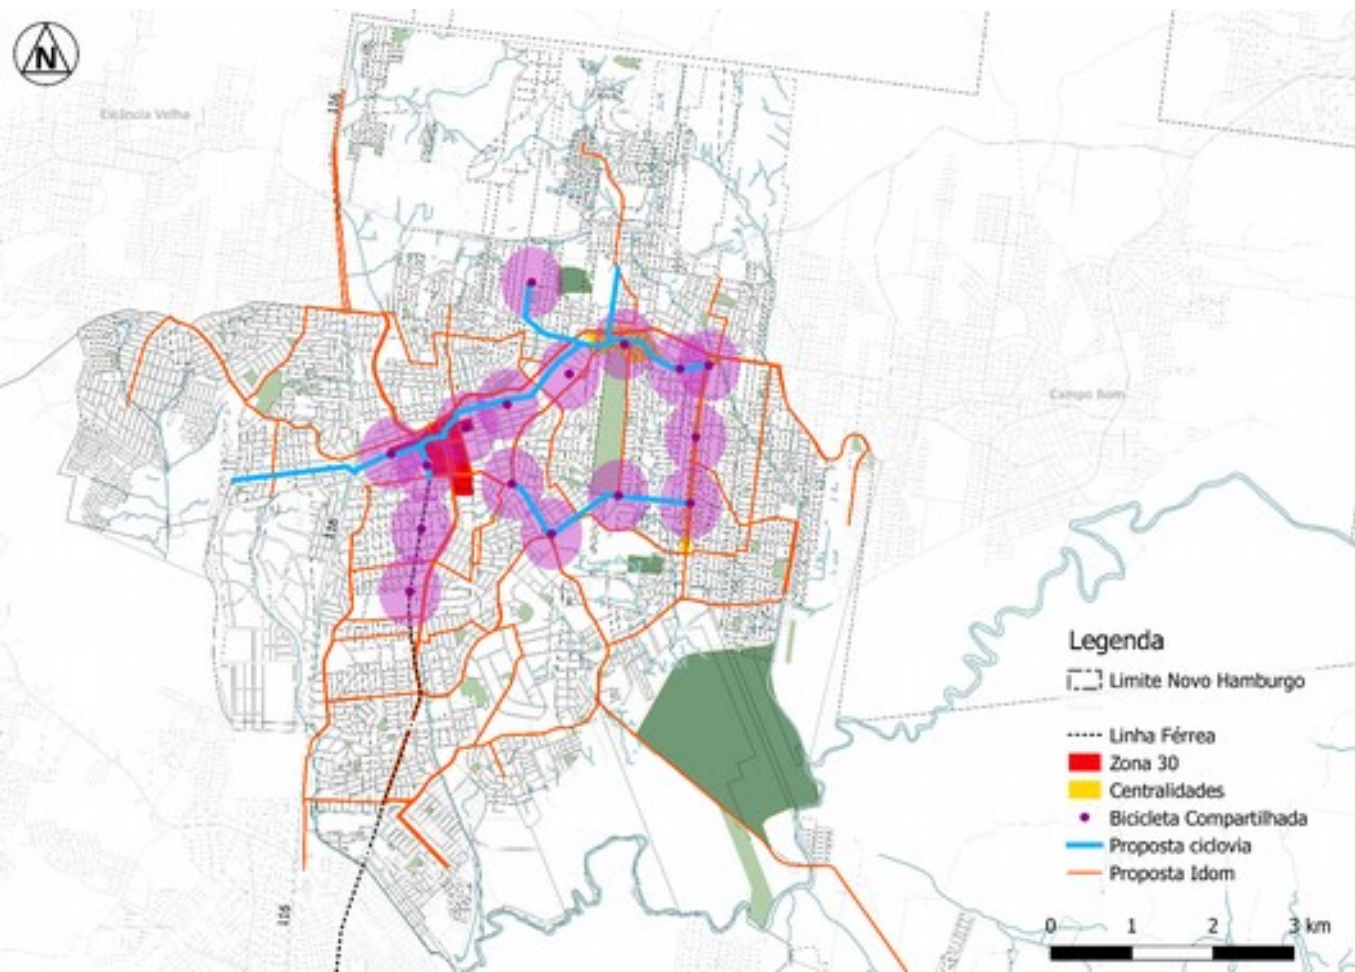 N
116
Estância Velha
Campo Bom
116
116
Legenda
Limite Novo Hamburgo
Linha Férrea
Zona 30
Centralidades
Bicicleta Compartilhada
Proposta ciclovia
Proposta Idom
0 1 2 3 km